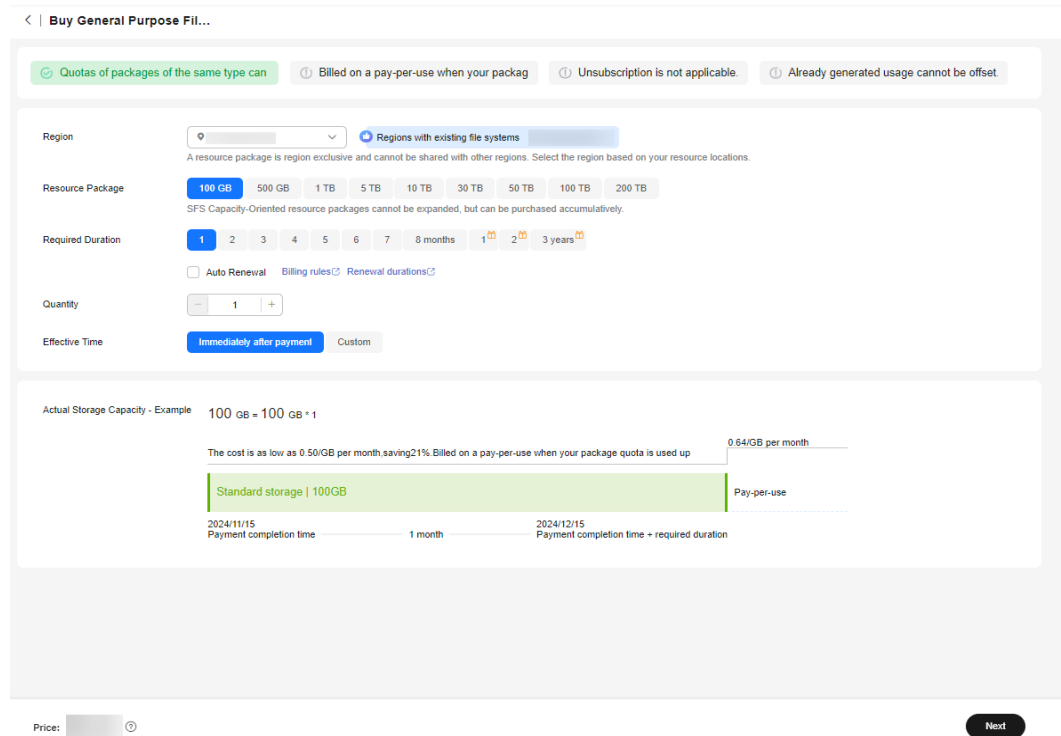 Buy General Purpose Fil...
Quotas of packages of the same type can
Billed on a pay-per-use when your packag
Unsubscription is not applicable.
Already generated usage cannot be offset.
Region
Regions with existing file systems
A resource package is region exclusive and cannot be shared with other regions. Select the region based on your resource locations.
Resource Package 100 GB 500 GB 1 TB 5 TB 10 TB 30 TB 50 TB 100 TB 200 TB
SFS Capacity-Oriented resource packages cannot be expanded, but can be purchased accumulatively.
Required Duration 1 2 3 4 5 6 7 8 months 1 2 3 years
Auto Renewal Billing rules Renewal durations
Quantity − 1 +
Effective Time Immediately after payment Custom
Actual Storage Capacity - Example 100 GB = 100 GB * 1
0.64/GB per month
The cost is as low as 0.50/GB per month,saving21%.Billed on a pay-per-use when your package quota is used up
Standard storage | 100GB Pay-per-use
2024/11/15 2024/12/15
Payment completion time 1 month Payment completion time + required duration
Price: Next